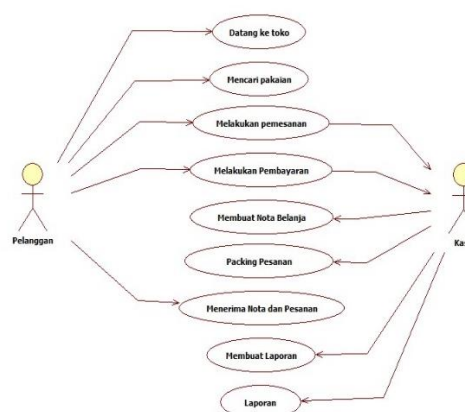 Datang ke toko
Mencari pakaian
Melakukan pemesanan
Melakukan Pembayaran
Membuat Nota Belanja
Pelanggan
Kas
Packing Pesanan
Menerima Nota dan Pesanan
Membuat Laporan
Laporan